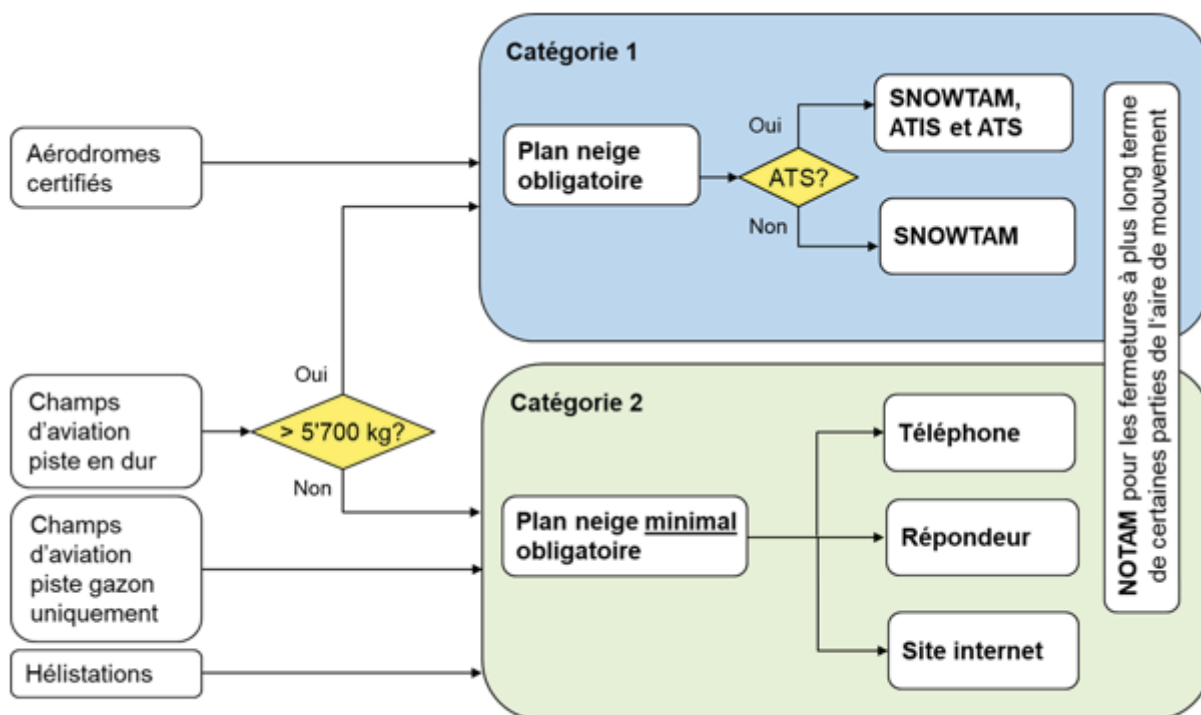 Catégorie 1
Aérodromes
certifiés
Plan neige
obligatoire
ATS?
Oui
Non
SNOWTAM,
ATIS et ATS
SNOWTAM
NOTAM pour les fermetures à plus long terme
de certaines parties de l'aire de mouvement
Champs
d'aviation
piste en dur
> 5'700 kg?
Oui
Non
Catégorie 2
Champs
d'aviation
piste gazon
uniquement
Hélistations
Plan neige minimal
obligatoire
Téléphone
Répondeur
Site internet